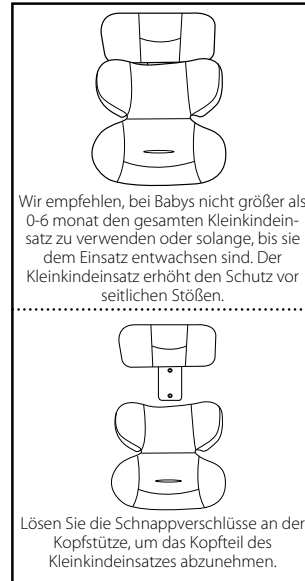 Wir empfehlen, bei Babys nicht größer als
0-6 monat den gesamten Kleinkindein-
satz zu verwenden oder solange, bis sie
dem Einsatz entwachsen sind. Der
Kleinkindeinsatz erhöht den Schutz vor
seitlichen Stößen.
Lösen Sie die Schnappverschlüsse an der
Kopfstütze, um das Kopfteil des
Kleinkindeinsatzes abzunehmen.